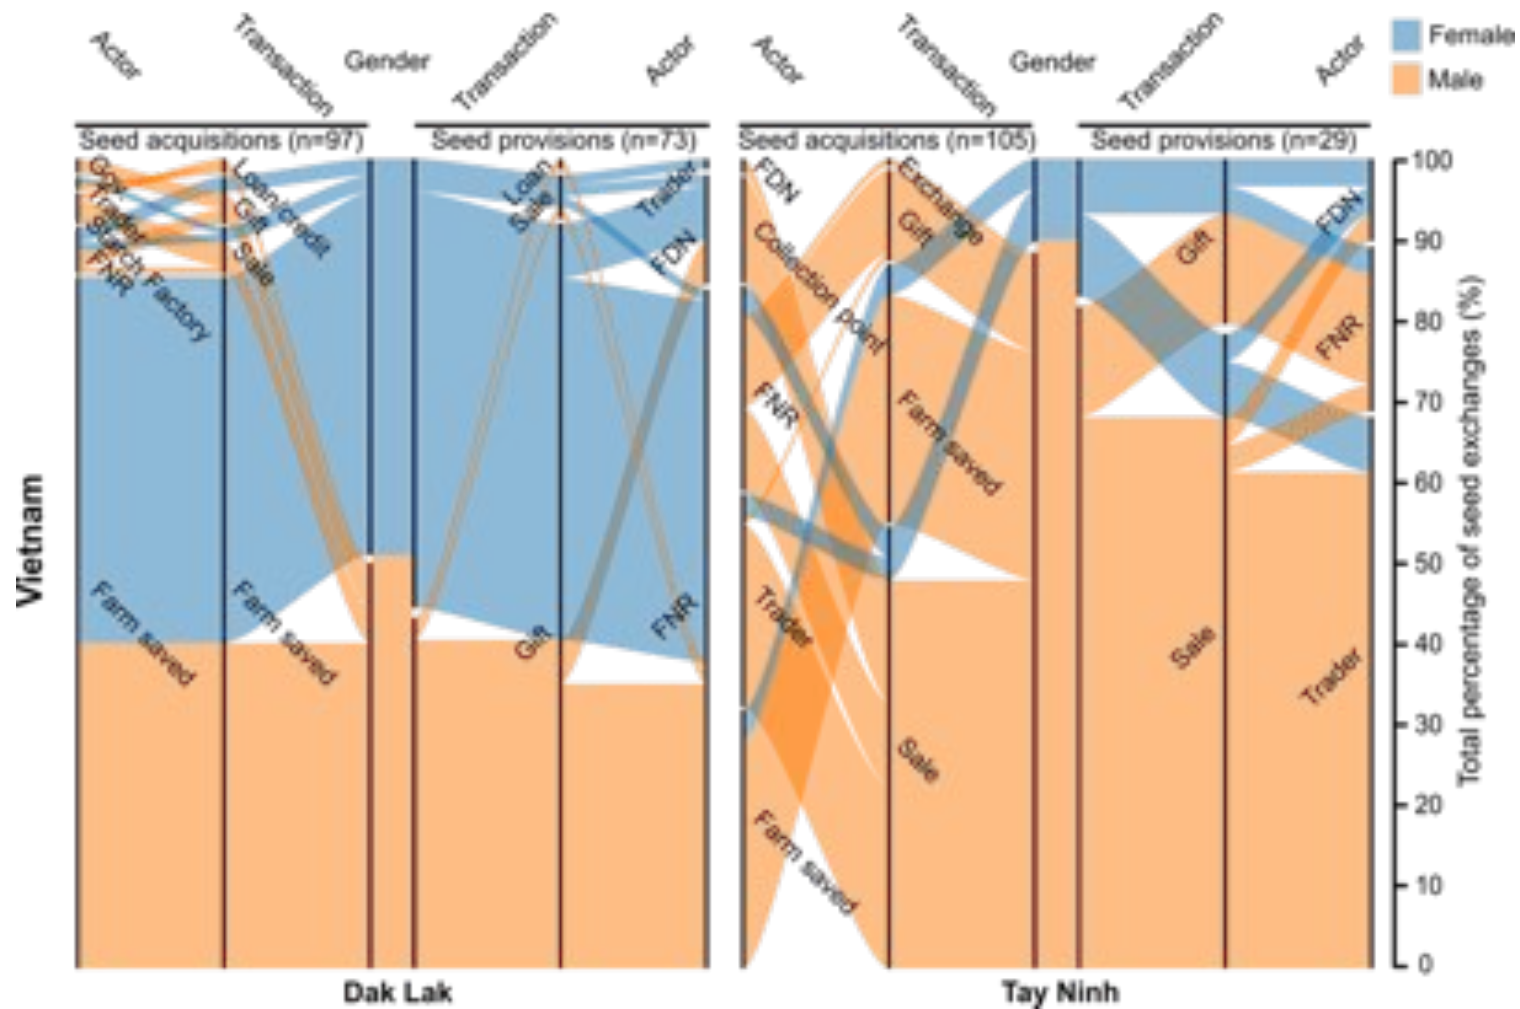 Actor
Transaction
Gender
Transaction
Actor
Actor
Transaction
Gender
Transaction
Actor
Female
Male
Seed acquisitions (n=97)
Seed provisions (n=73)
Seed acquisitions (n=105)
Seed provisions (n=29)
Gov
Trader
Starch Factory
FNR
Farm saved
Loan/credit
Gift
Sale
Farm saved
Loan
Sale
Gift
Trader
FDN
FNR
FDN
Collection point
FNR
Trader
Farm saved
Exchange
Gift
Farm saved
Sale
Gift
Sale
FDN
FNR
Trader
100
90
80
70
60
50
40
30
20
10
0
Total percentage of seed exchanges (%)
Vietnam
Dak Lak
Tay Ninh